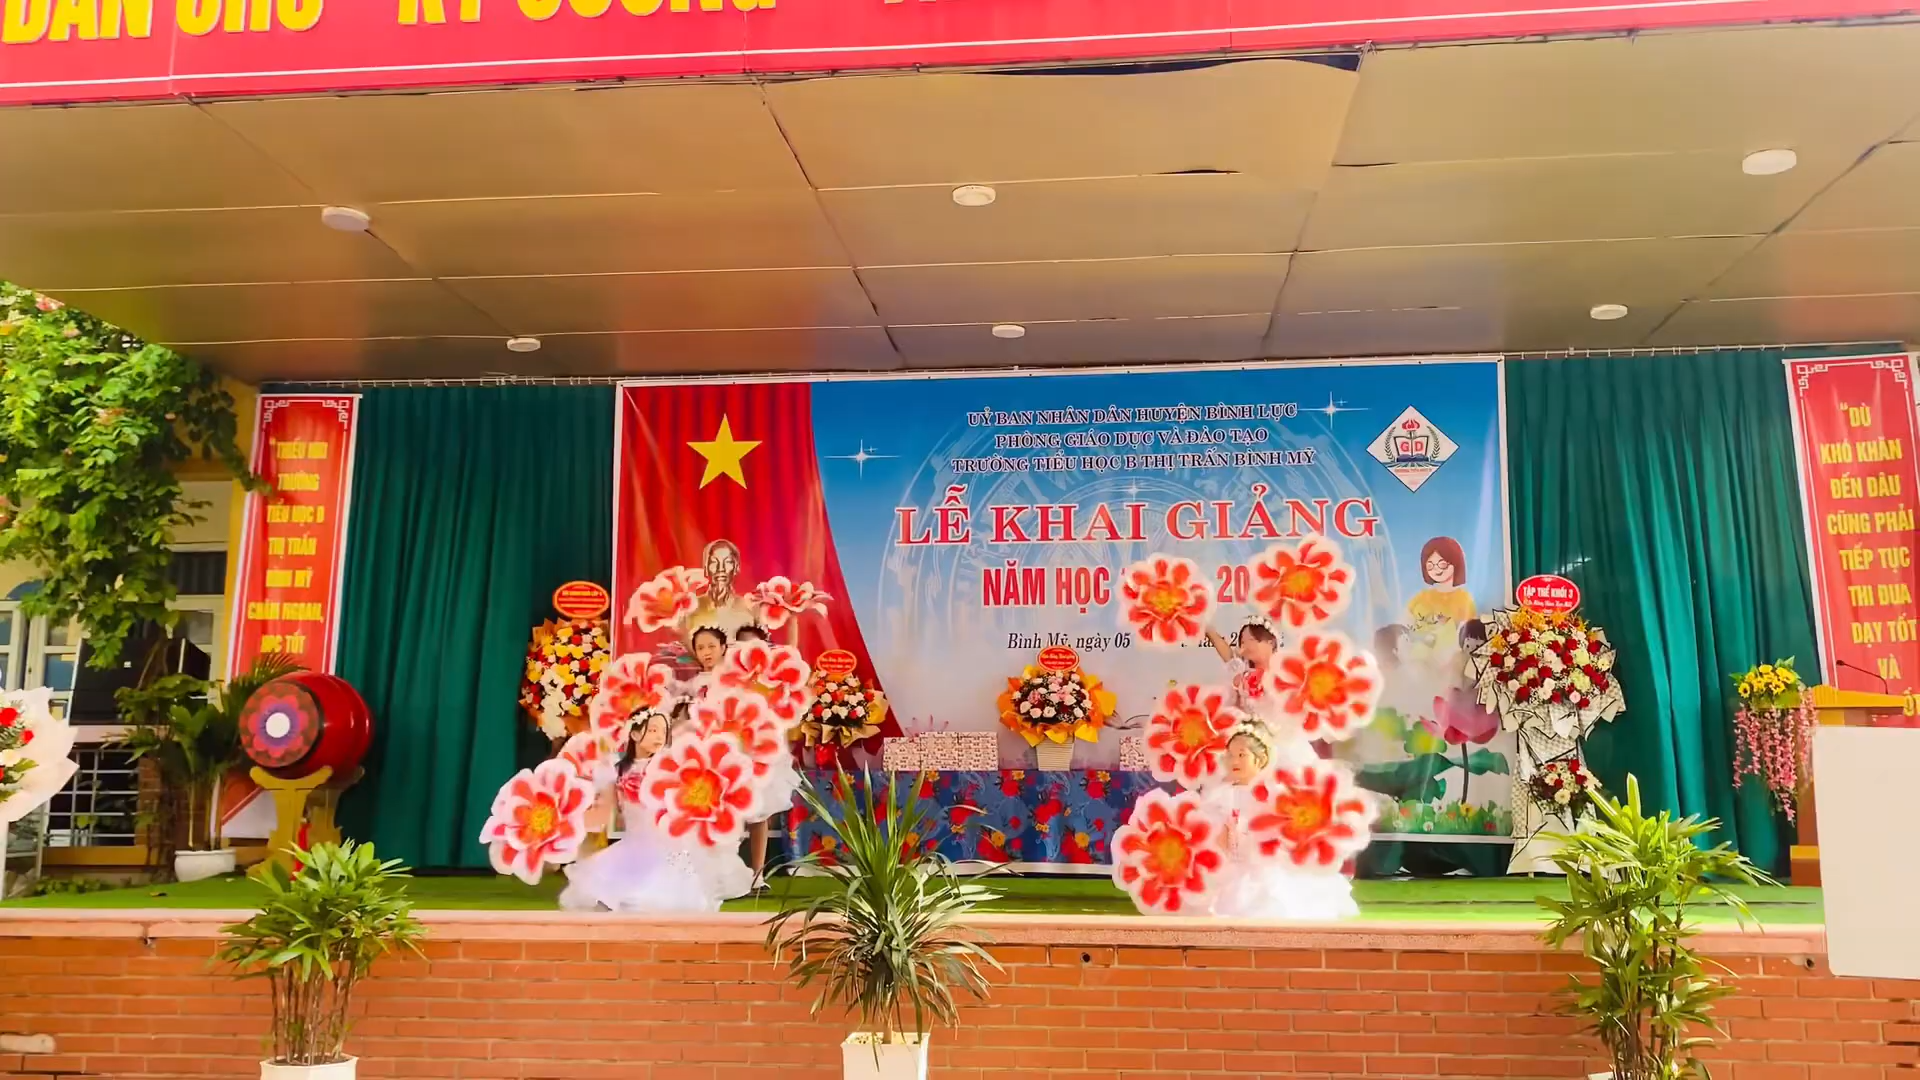 DÂN CHỦ - KỶ CƯƠNG -
"THIỆU NHI
TRƯỜNG
TIỂU HỌC B
THỊ TRẤN
BÌNH MỸ
CHĂM NGOAN,
HỌC TỐT
UỶ BAN NHÂN DÂN HUYỆN BÌNH LỤC
PHÒNG GIÁO DỤC VÀ ĐÀO TẠO
TRƯỜNG TIỂU HỌC B THỊ TRẤN BÌNH MỸ
LỄ KHAI GIẢNG
NĂM HỌC 20
Bình Mỹ, ngày 05
GD
TẬP THỂ KHỐI 3
"DÙ
KHÓ KHĂN
ĐẾN ĐÂU
CŨNG PHẢI
TIẾP TỤC
THI ĐUA
DẠY TỐT
VÀ